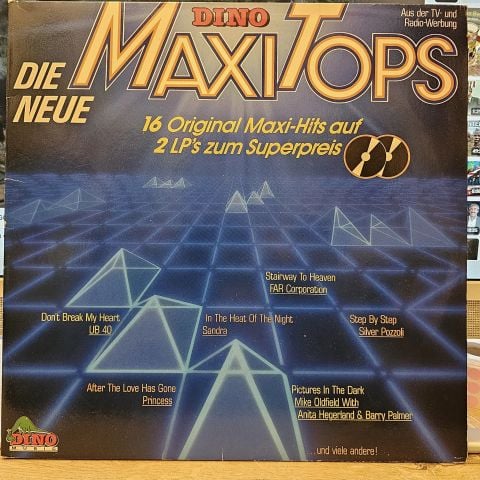 DINO
Aus der TV- und
Radio-Werbung
DIE
NEUE
MAXI TOPS
16 Original Maxi-Hits auf
2 LP's zum Superpreis
Stairway To Heaven
FAR Corporation
Don't Break My Heart
UB 40
In The Heat Of The Night
Sandra
Step By Step
Silver Pozzoli
After The Love Has Gone
Princess
Pictures In The Dark
Mike Oldfield With
Anita Hegerland & Barry Palmer
...und viele andere!
DINO
MUSIC